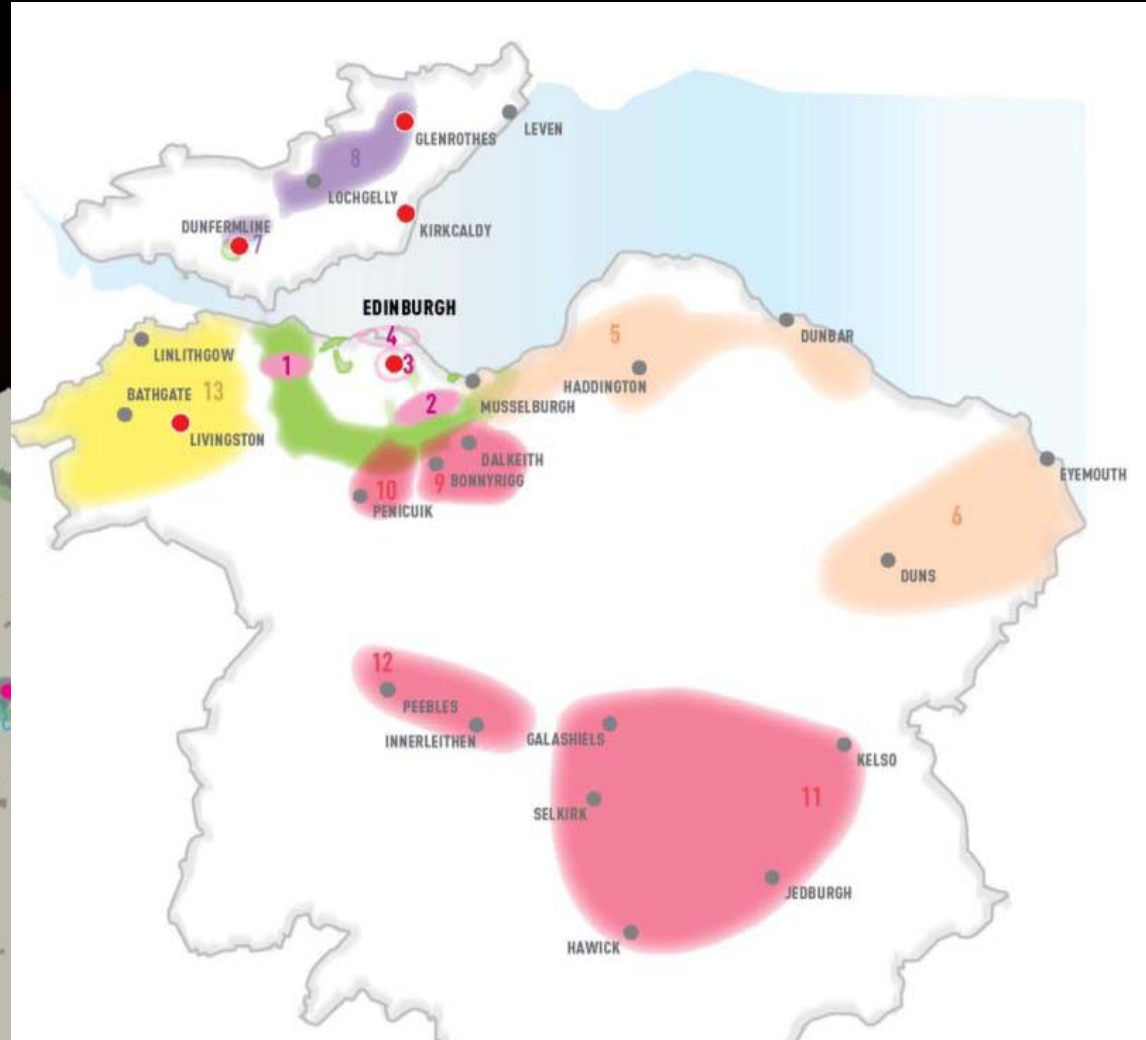 GLENROTHES
LEVEN
8
LOCHGELLY
DUNFERMLINE
7
KIRKCALDY
EDINBURGH
4
5
LINLITHGOW
1
3
DUNBAR
BATHGATE 13
HADDINGTON
2
MUSSELBURGH
LIVINGSTON
DALKEITH
EYEMOUTH
10
9 BONNYRIGG
PENICUIK
6
DUNS
12
PEEBLES
INNERLEITHEN
GALASHIELS
KELSO
11
SELKIRK
JEDBURGH
HAWICK